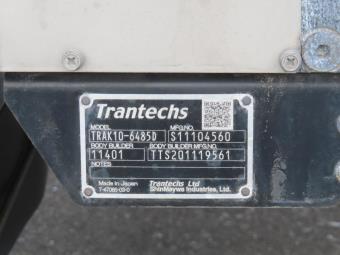 Trantechs
MODEL MFG.NO.
TRAK10-6485D S11104560
BODY BUILDER BODY BUILDER MFG.NO.
11401 TTS201119561
NOTES
Made in Japan Trantechs Ltd
ShinMaywa Industries, Ltd.